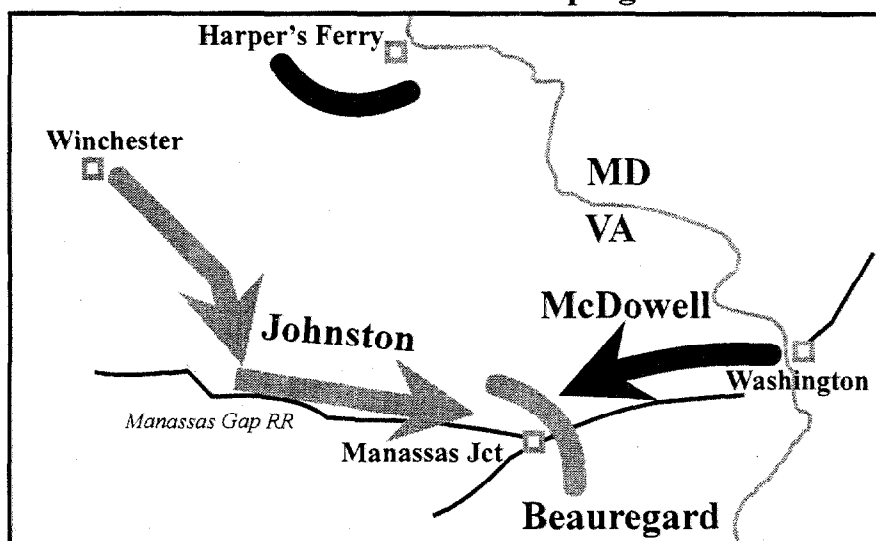 Harper's Ferry
Winchester
MD
VA
McDowell
Johnston
Washington
Manassas Gap RR
Manassas Jct
Beauregard